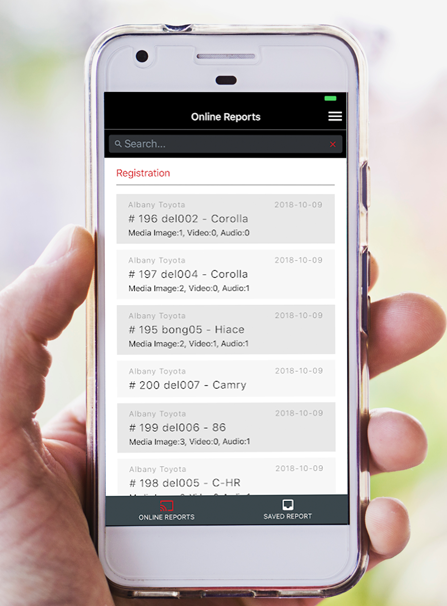 Online Reports
Search...
Registration
Albany Toyota 2018-10-09
# 196 del002 - Corolla
Media Image:1, Video:0, Audio:0
Albany Toyota 2018-10-09
# 197 del004 - Corolla
Media Image:2, Video:0, Audio:1
Albany Toyota 2018-10-09
# 195 bong05 - Hiace
Media Image:2, Video:1, Audio:1
Albany Toyota 2018-10-09
# 200 del007 - Camry
Albany Toyota 2018-10-09
# 199 del006 - 86
Media Image:3, Video:0, Audio:1
Albany Toyota 2018-10-09
# 198 del005 - C-HR
ONLINE REPORTS SAVED REPORT